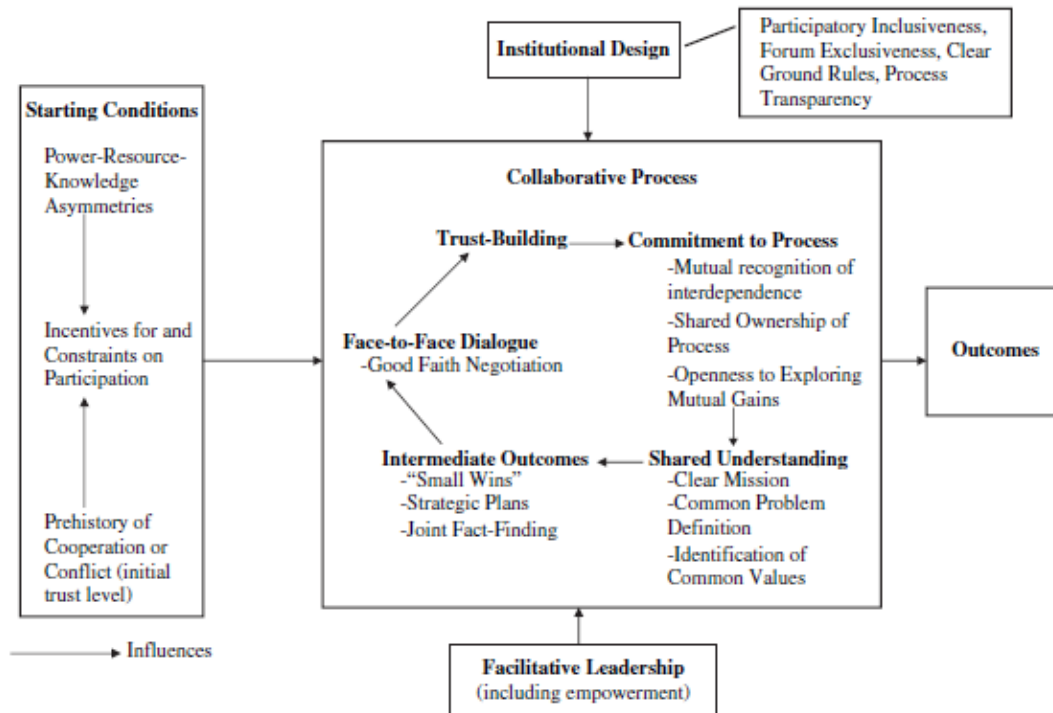 Institutional Design
Participatory Inclusiveness,
Forum Exclusiveness, Clear
Ground Rules, Process
Transparency
Starting Conditions
Power-Resource-
Knowledge
Asymmetries
Incentives for and
Constraints on
Participation
Prehistory of
Cooperation or
Conflict (initial
trust level)
Collaborative Process
Trust-Building
Commitment to Process
-Mutual recognition of
interdependence
-Shared Ownership of
Process
-Openness to Exploring
Mutual Gains
Face-to-Face Dialogue
-Good Faith Negotiation
Intermediate Outcomes
-“Small Wins”
-Strategic Plans
-Joint Fact-Finding
Shared Understanding
-Clear Mission
-Common Problem
Definition
-Identification of
Common Values
Outcomes
Influences
Facilitative Leadership
(including empowerment)